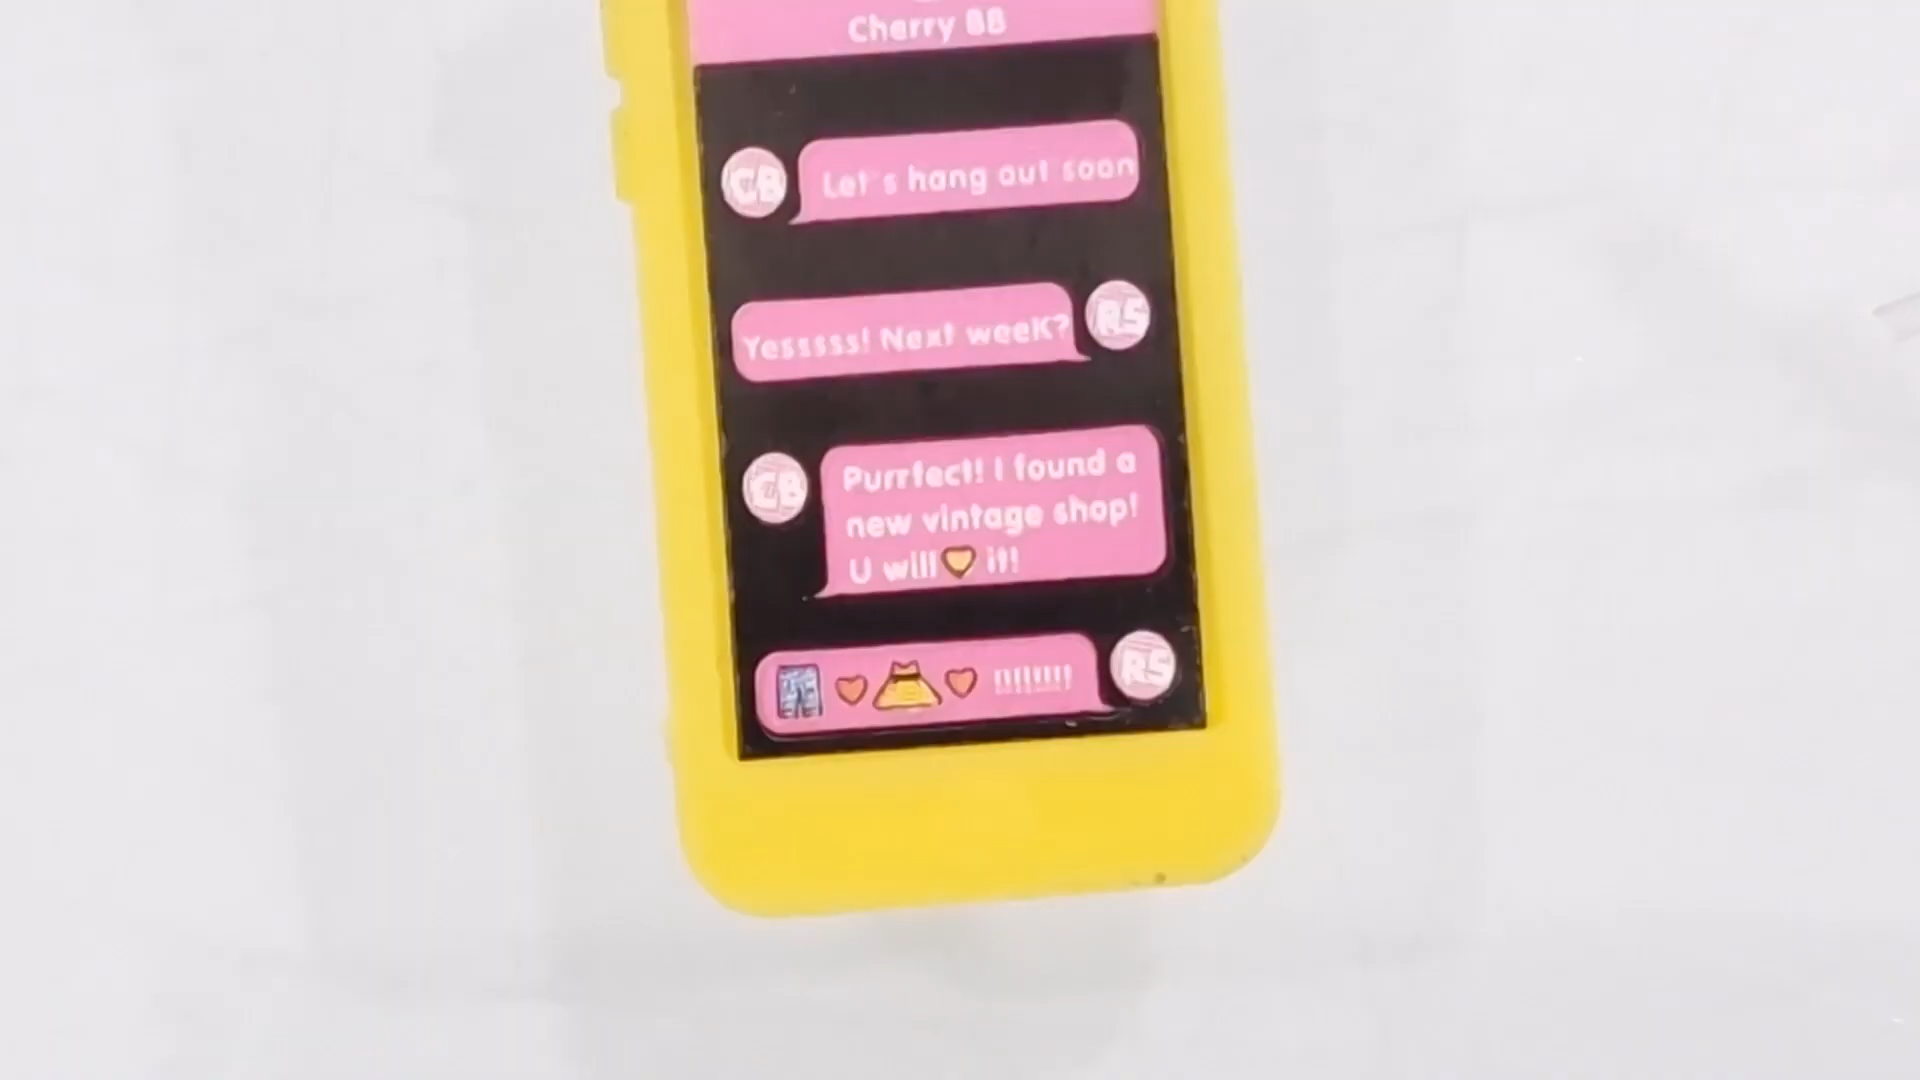 Cherry BB
CB
Let's hang out soon
Yesssss! Next week?
RS
CB
Purrfect! I found a
new vintage shop!
U will it!
!!!!!!!!
RS